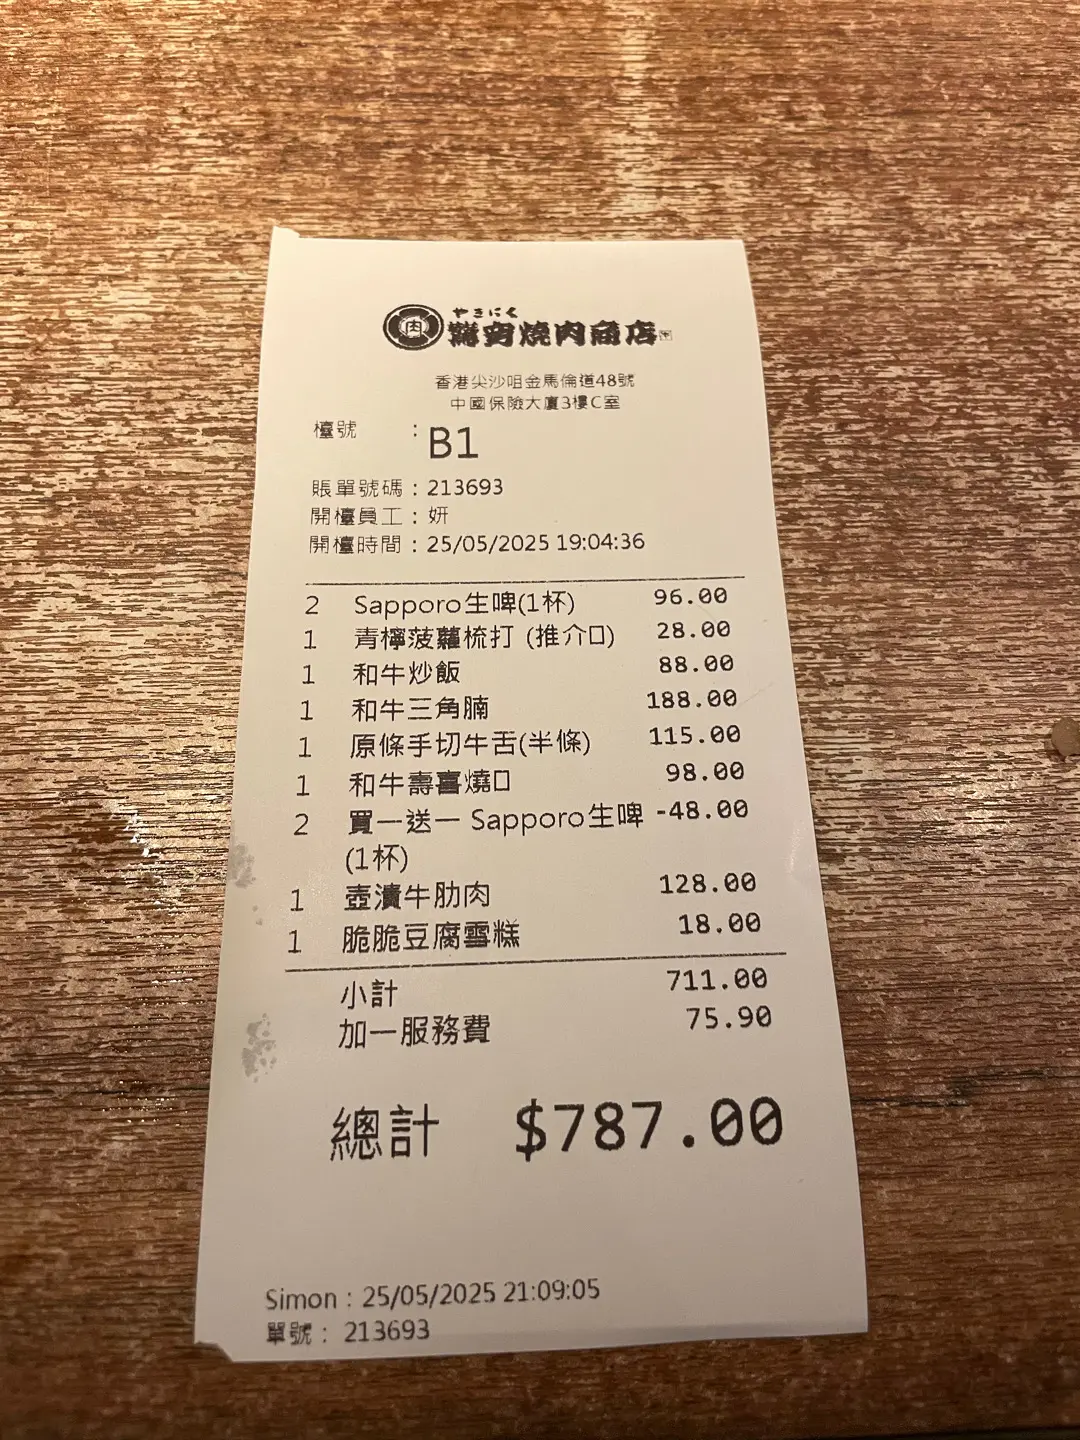 肉
やきにく
燒肉商店
香港尖沙咀金馬倫道48號
中國保險大廈3樓C室
檯號 : B1
賬單號碼 : 213693
開檯員工 : 妍
開檯時間 : 25/05/2025 19:04:36
2 Sapporo生啤(1杯) 96.00
1 青檸菠蘿梳打 (推介口) 28.00
1 和牛炒飯 88.00
1 和牛三角腩 188.00
1 原條手切牛舌(半條) 115.00
1 和牛壽喜燒口 98.00
2 買一送一 Sapporo生啤 -48.00
(1杯)
1 壺漬牛肋肉 128.00
1 脆脆豆腐雪糕 18.00
小計 711.00
加一服務費 75.90
總計 $787.00
Simon : 25/05/2025 21:09:05
單號 : 213693